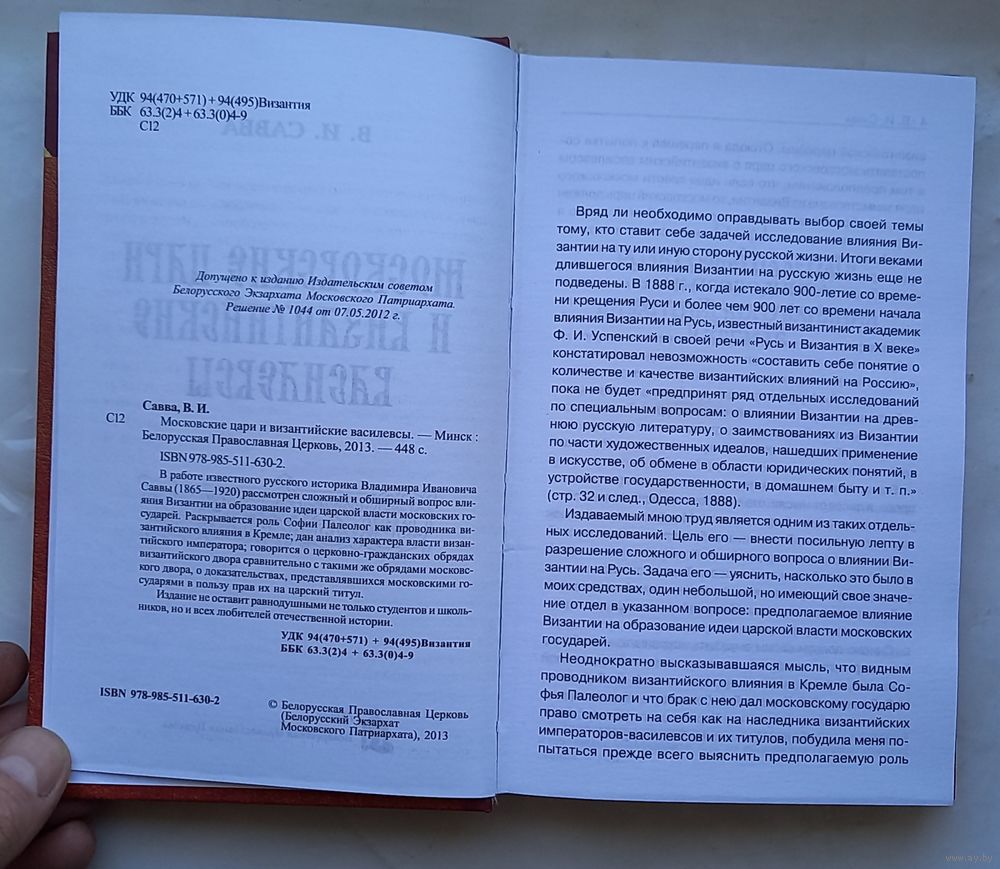 УДК 94(470+571) + 94(495)Византия
ББК 63.3(2)4 + 63.3(0)4-9
С12
Допущено к изданию Издательским советом
Белорусского Экзархата Московского Патриархата.
Решение № 1044 от 07.05.2012 г.
Савва, В. И.
С12 Московские цари и византийские василевсы. — Минск :
Белорусская Православная Церковь, 2013. — 448 с.
ISBN 978-985-511-630-2.
В работе известного русского историка Владимира Ивановича
Саввы (1865—1920) рассмотрен сложный и обширный вопрос вли-
яния Византии на образование идеи царской власти московских го-
сударей. Раскрывается роль Софии Палеолог как проводника ви-
зантийского влияния в Кремле; дан анализ характера власти визан-
тийского императора; говорится о церковно-гражданских обрядах
византийского двора сравнительно с такими же обрядами московс-
кого двора, о доказательствах, представлявшихся московскими го-
сударями в пользу прав их на царский титул.
Издание не оставит равнодушными не только студентов и школь-
ников, но и всех любителей отечественной истории.
УДК 94(470+571) + 94(495)Византия
ББК 63.3(2)4 + 63.3(0)4-9
ISBN 978-985-511-630-2
© Белорусская Православная Церковь
(Белорусский Экзархат
Московского Патриархата), 2013
Вряд ли необходимо оправдывать выбор своей темы
тому, кто ставит себе задачей исследование влияния Ви-
зантии на ту или иную сторону русской жизни. Итоги веками
длившегося влияния Византии на русскую жизнь еще не
подведены. В 1888 г., когда истекало 900-летие со време-
ни крещения Руси и более чем 900 лет со времени начала
влияния Византии на Русь, известный византинист академик
Ф. И. Успенский в своей речи «Русь и Византия в X веке»
констатировал невозможность «составить себе понятие о
количестве и качестве византийских влияний на Россию»,
пока не будет «предпринят ряд отдельных исследований
по специальным вопросам: о влиянии Византии на древ-
нюю русскую литературу, о заимствованиях из Византии
по части художественных идеалов, нашедших применение
в искусстве, об обмене в области юридических понятий, в
устройстве государственности, в домашнем быту и т. п.»
(стр. 32 и след., Одесса, 1888).
Издаваемый мною труд является одним из таких отдель-
ных исследований. Цель его — внести посильную лепту в
разрешение сложного и обширного вопроса о влиянии Ви-
зантии на Русь. Задача его — уяснить, насколько это было в
моих средствах, один небольшой, но имеющий свое значе-
ние отдел в указанном вопросе: предполагаемое влияние
Византии на образование идеи царской власти московских
государей.
Неоднократно высказывавшаяся мысль, что видным
проводником византийского влияния в Кремле была Со-
фья Палеолог и что брак с нею дал московскому государю
право смотреть на себя как на наследника византийских
императоров-василевсов и их титулов, побудила меня по-
пытаться прежде всего выяснить предполагаемую роль
www.ay.by